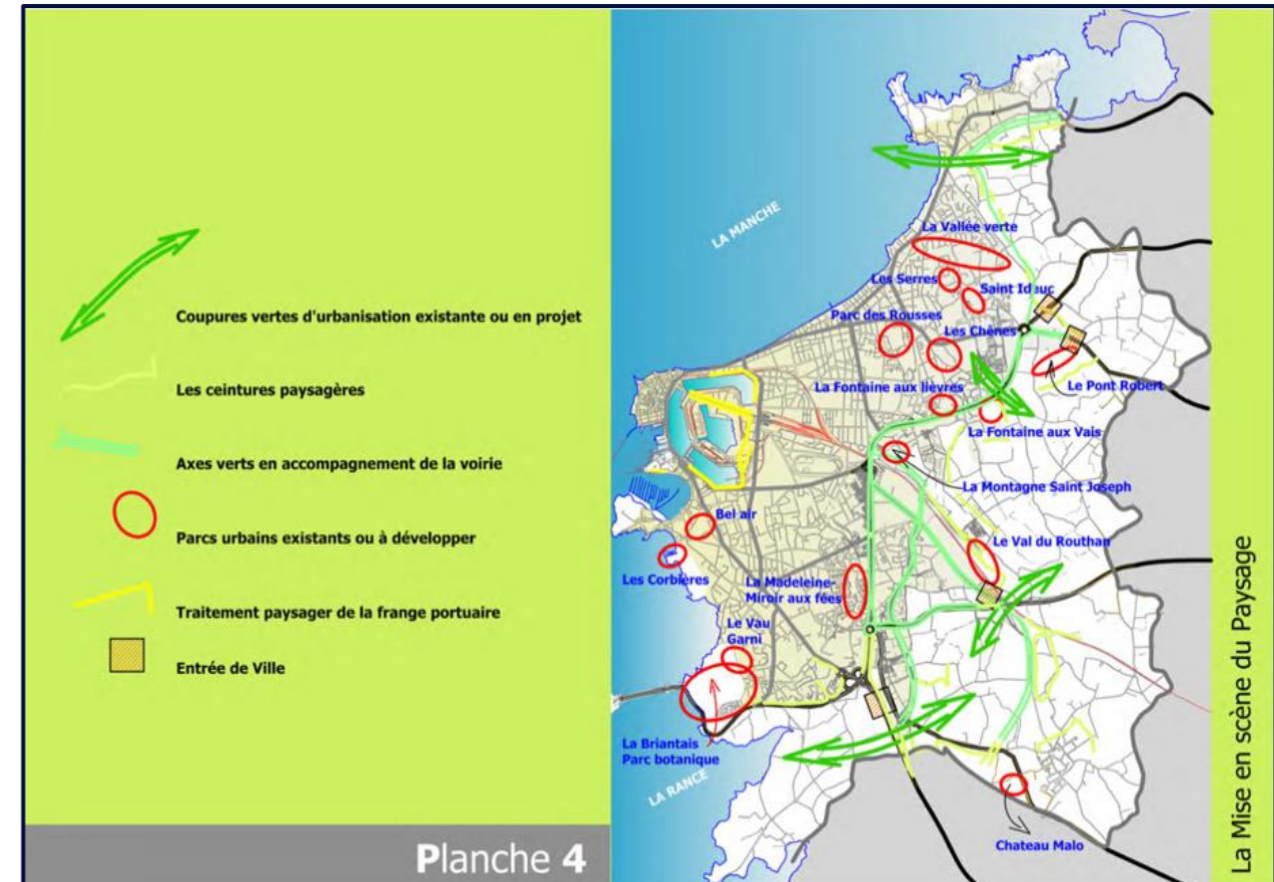 Coupures vertes d'urbanisation existante ou en projet
Les ceintures paysagères
Axes verts en accompagnement de la voirie
Parcs urbains existants ou à développer
Traitement paysager de la frange portuaire
Entrée de Ville
Planche 4
LA MANCHE
La Vallée verte
Les Serres
Saint Ideuc
Parc des Rousses
Les Chênes
La Fontaine aux lièvres
Le Pont Robert
La Fontaine aux Vais
La Montagne Saint Joseph
Bel air
Le Val du Routhan
Les Corbières
La Madeleine-
Miroir aux fées
Le Vau
Garni
La Briantais
Parc botanique
LA RANCE
Chateau Malo
La Mise en scène du Paysage